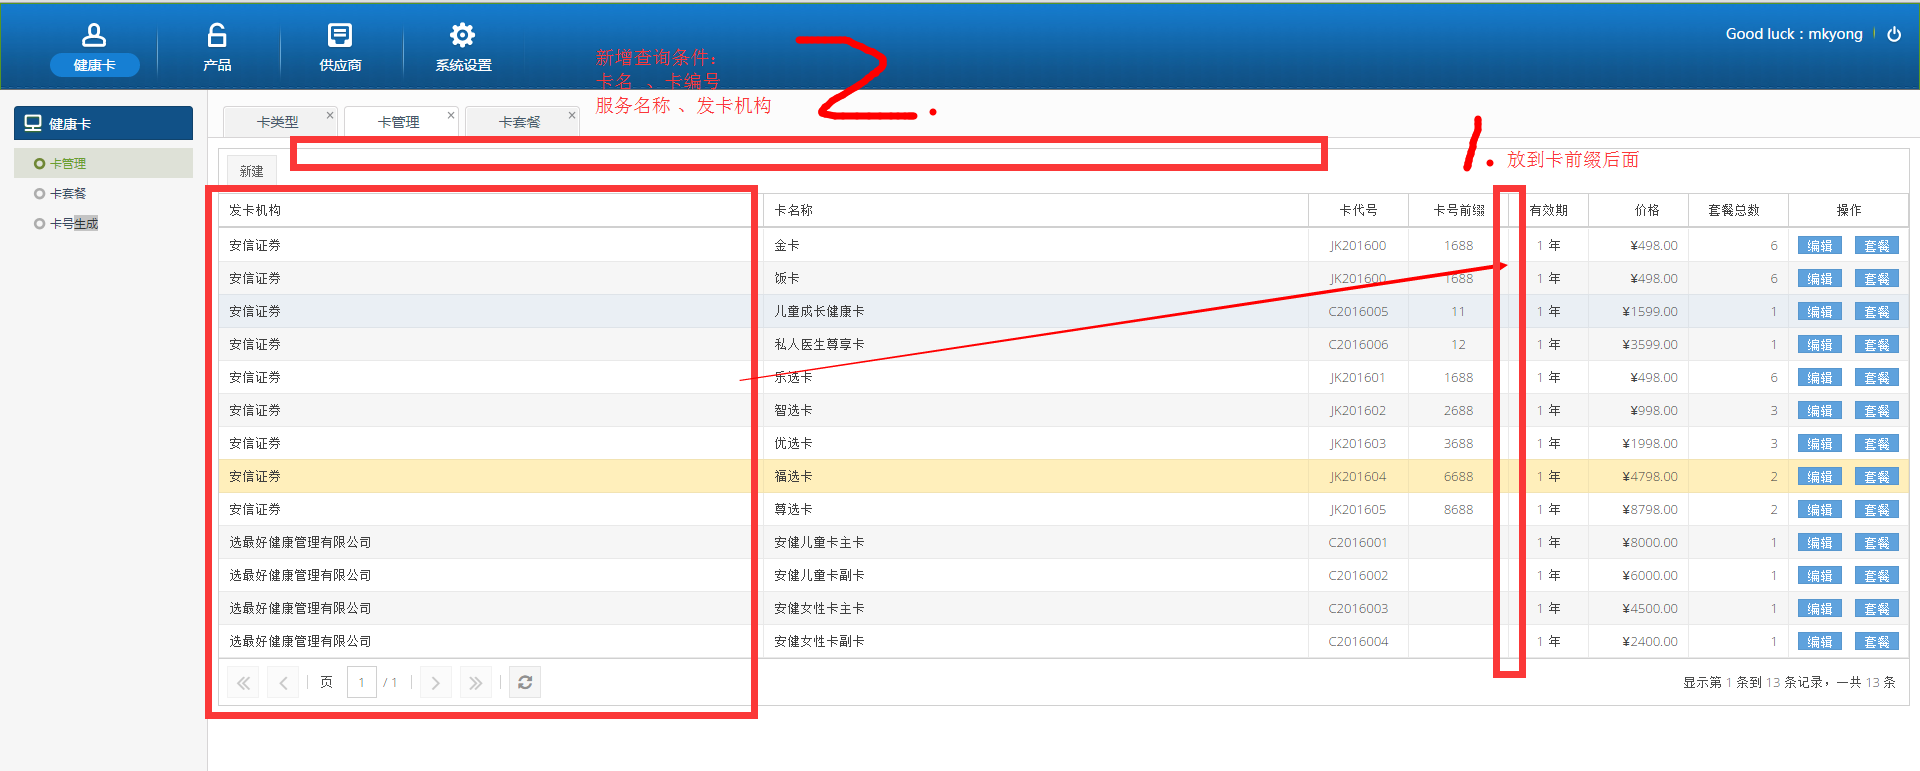 健康卡
产品
供应商
系统设置
Good luck : mkyong
新增查询条件:
卡名 、卡编号
服务名称 、发卡机构
2.
健康卡
卡管理
卡套餐
卡号生成
卡类型 × 卡管理 × 卡套餐 ×
新建
1. 放到卡前缀后面
发卡机构 卡名称 卡代号 卡号前缀 有效期 价格 套餐总数 操作
安信证券 金卡 JK201600 1688 1 年 ¥498.00 6 编辑 套餐
安信证券 饭卡 JK201600 1688 1 年 ¥498.00 6 编辑 套餐
安信证券 儿童成长健康卡 C2016005 11 1 年 ¥1599.00 1 编辑 套餐
安信证券 私人医生尊享卡 C2016006 12 1 年 ¥3599.00 1 编辑 套餐
安信证券 乐选卡 JK201601 1688 1 年 ¥498.00 6 编辑 套餐
安信证券 智选卡 JK201602 2688 1 年 ¥998.00 3 编辑 套餐
安信证券 优选卡 JK201603 3688 1 年 ¥1998.00 3 编辑 套餐
安信证券 福选卡 JK201604 6688 1 年 ¥4798.00 2 编辑 套餐
安信证券 尊选卡 JK201605 8688 1 年 ¥8798.00 2 编辑 套餐
选最好健康管理有限公司 安健儿童卡主卡 C2016001 1 年 ¥8000.00 1 编辑 套餐
选最好健康管理有限公司 安健儿童卡副卡 C2016002 1 年 ¥6000.00 1 编辑 套餐
选最好健康管理有限公司 安健女性卡主卡 C2016003 1 年 ¥4500.00 1 编辑 套餐
选最好健康管理有限公司 安健女性卡副卡 C2016004 1 年 ¥2400.00 1 编辑 套餐
页 1 / 1
显示第 1 条到 13 条记录，一共 13 条